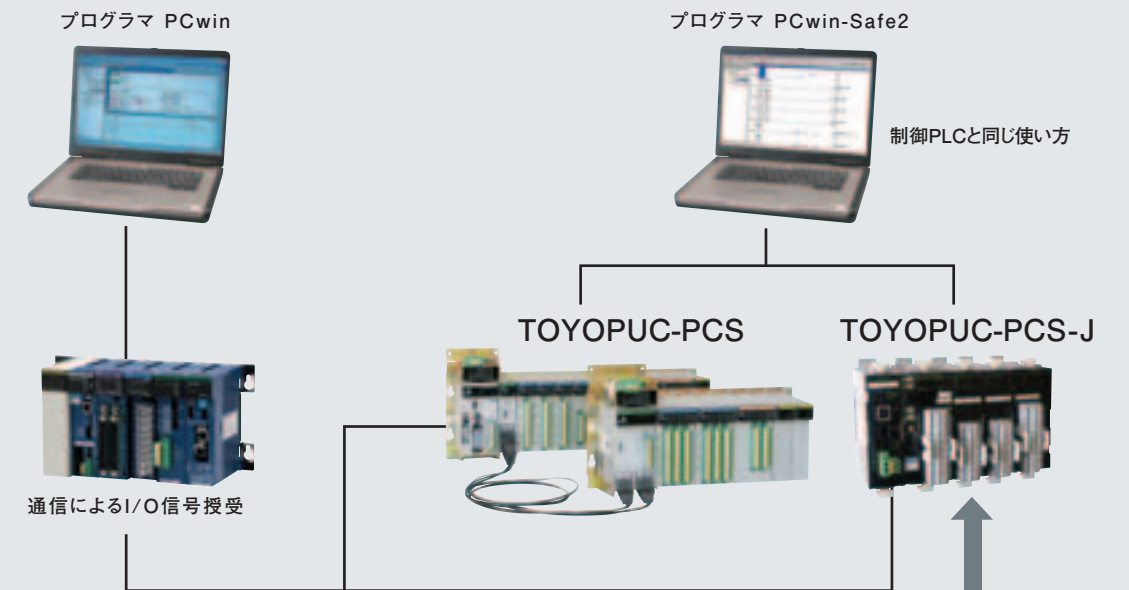 プログラマ PCwin
プログラマ PCwin-Safe2
制御PLCと同じ使い方
TOYOPUC-PCS
TOYOPUC-PCS-J
通信によるI/O信号授受